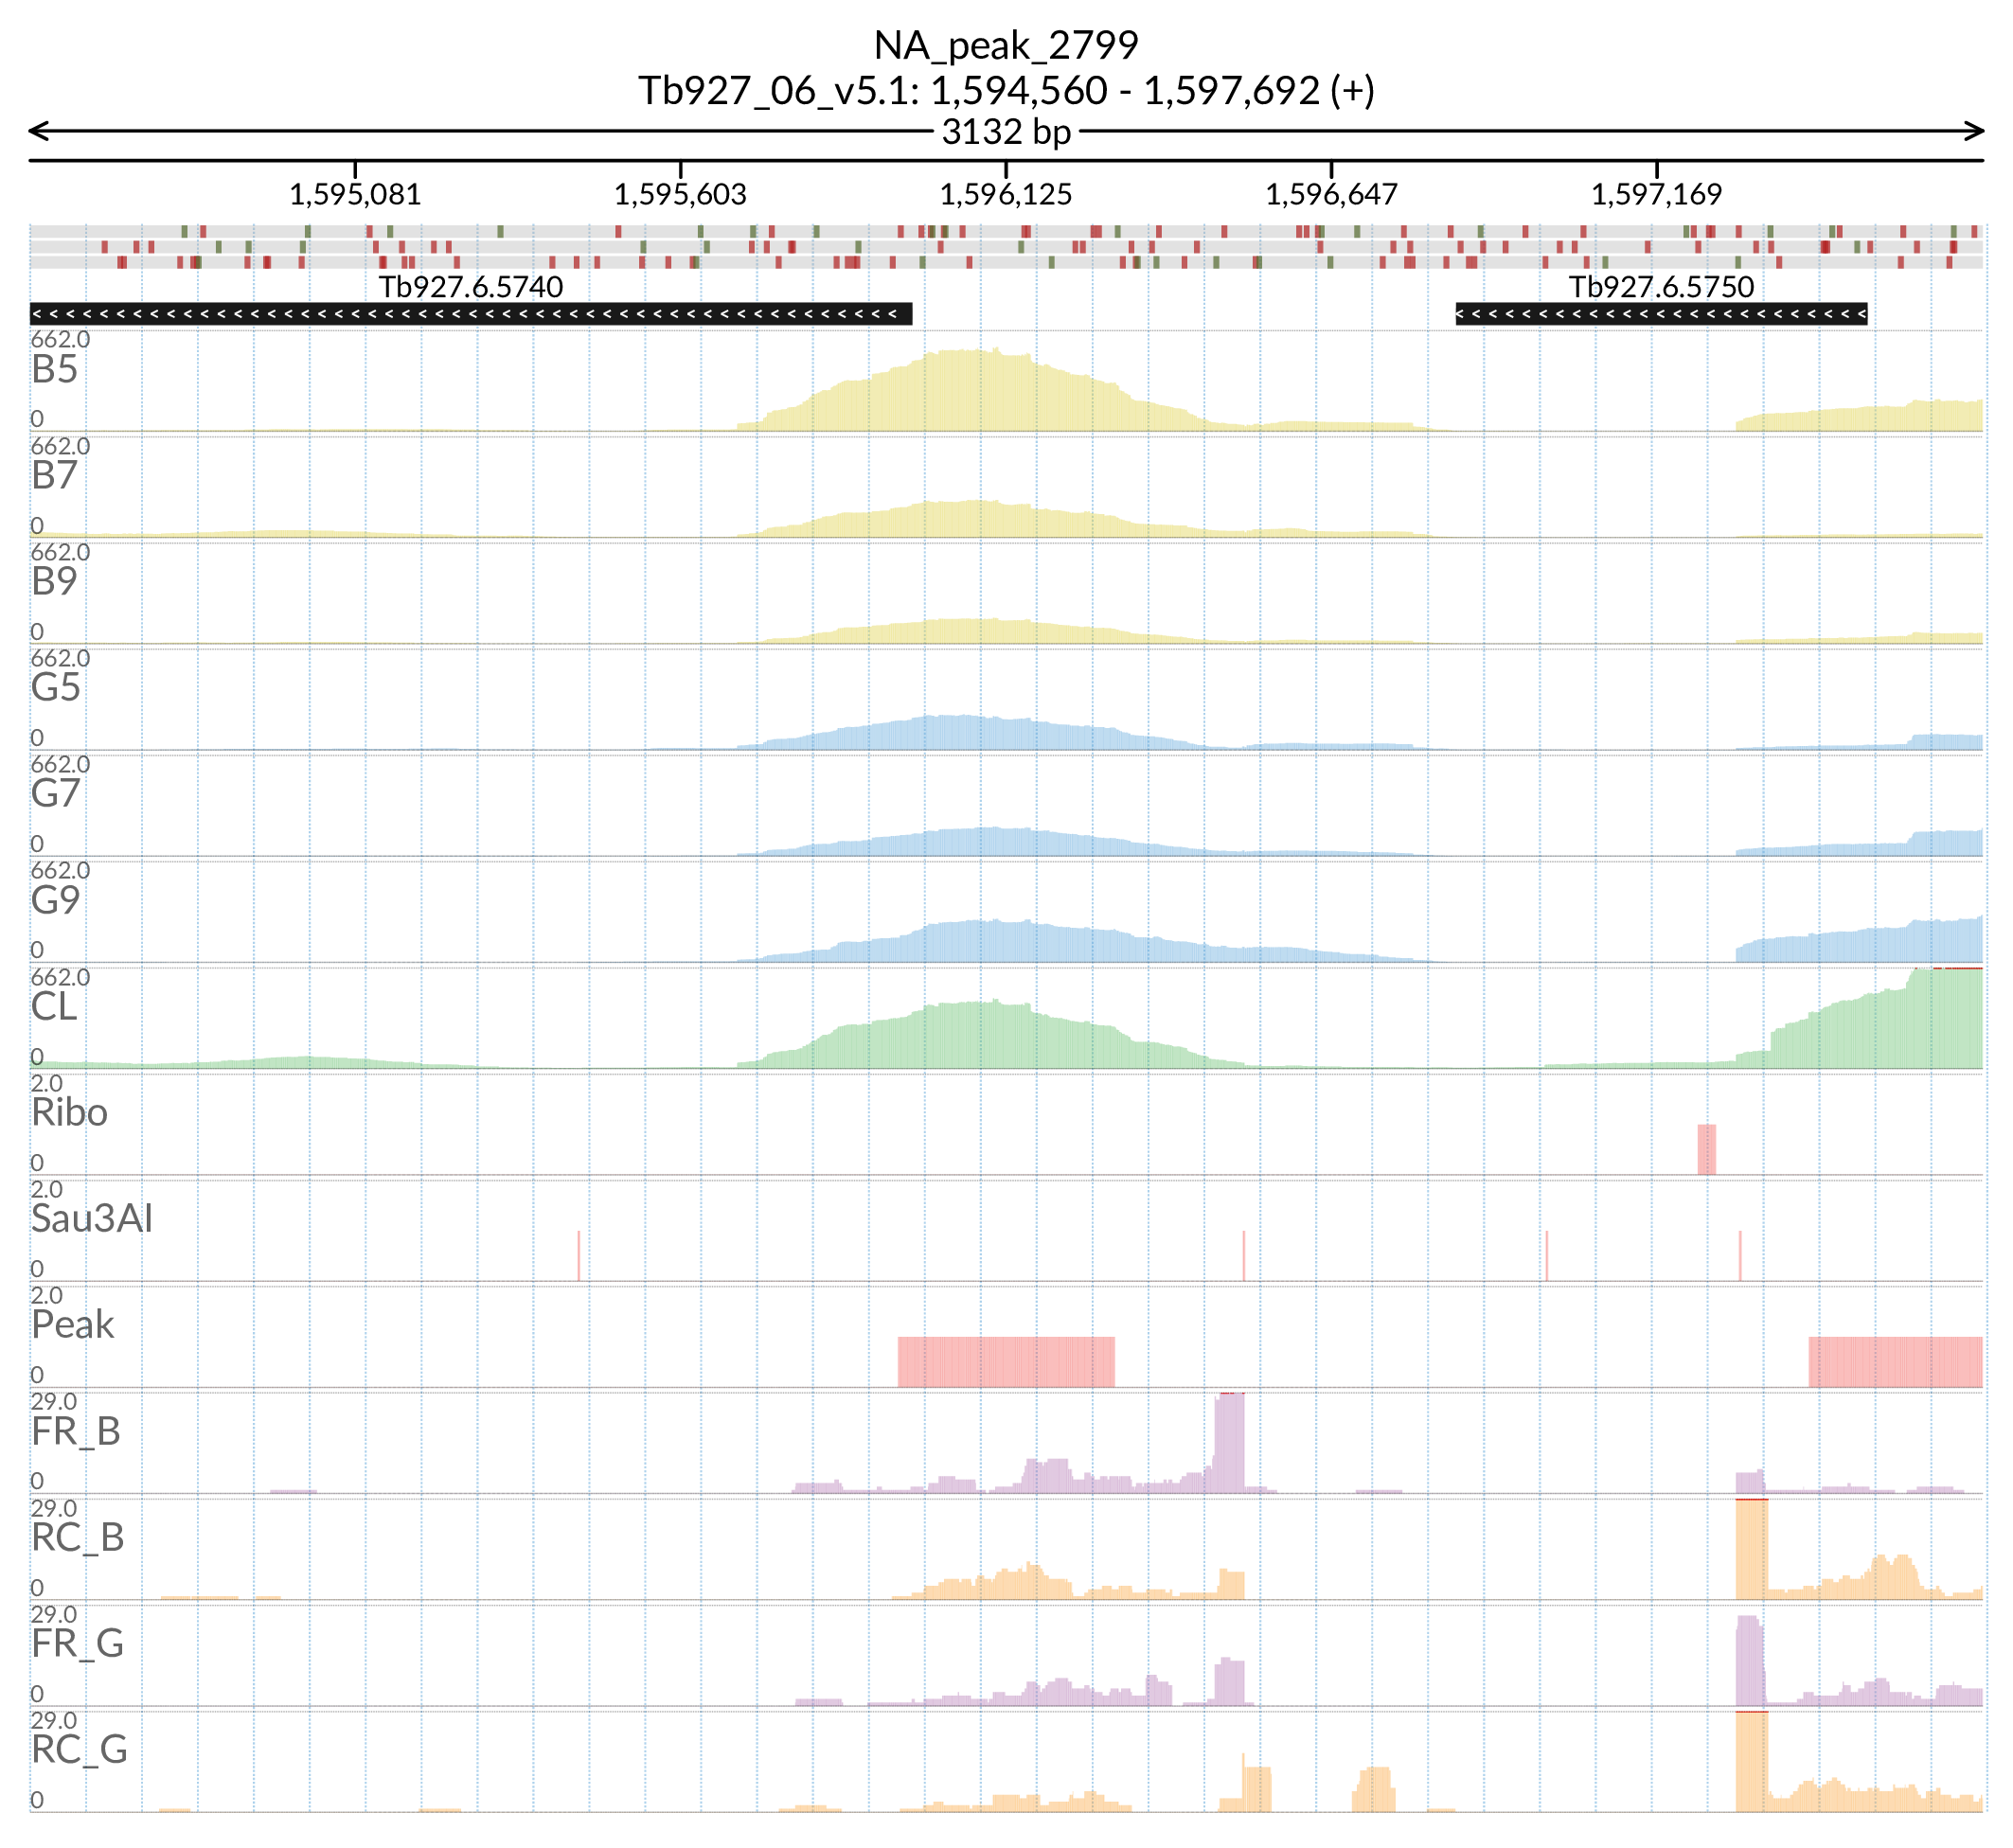 NA_peak_2799
Tb927_06_v5.1: 1,594,560 - 1,597,692 (+)
3132 bp
1,595,081 1,595,603 1,596,125 1,596,647 1,597,169
Tb927.6.5740 Tb927.6.5750
662.0
B5
0
662.0
B7
0
662.0
B9
0
662.0
G5
0
662.0
G7
0
662.0
G9
0
662.0
CL
0
2.0
Ribo
0
2.0
Sau3AI
0
2.0
Peak
0
29.0
FR_B
0
29.0
RC_B
0
29.0
FR_G
0
29.0
RC_G
0